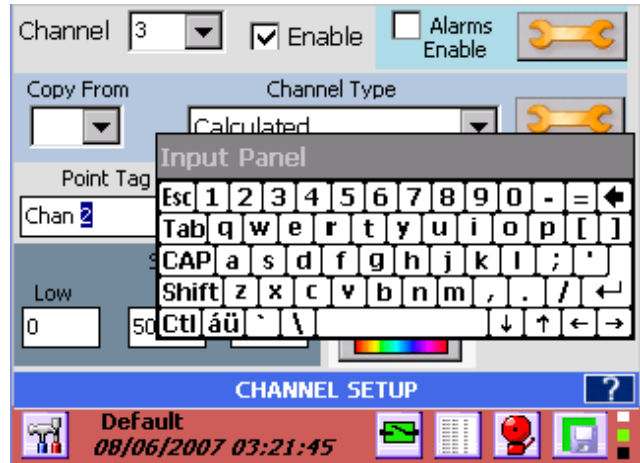 Channel 3 Enable Alarms Enable
Copy From Channel Type
Calculated
Input Panel
Point Tag
Esc 1 2 3 4 5 6 7 8 9 0 - =
Chan 2
Tab q w e r t y u i o p [ ]
CAP a s d f g h j k l ; '
Low
Shift z x c v b n m , . /
0 50 Ctl áü ` \
CHANNEL SETUP ?
Default
08/06/2007 03:21:45